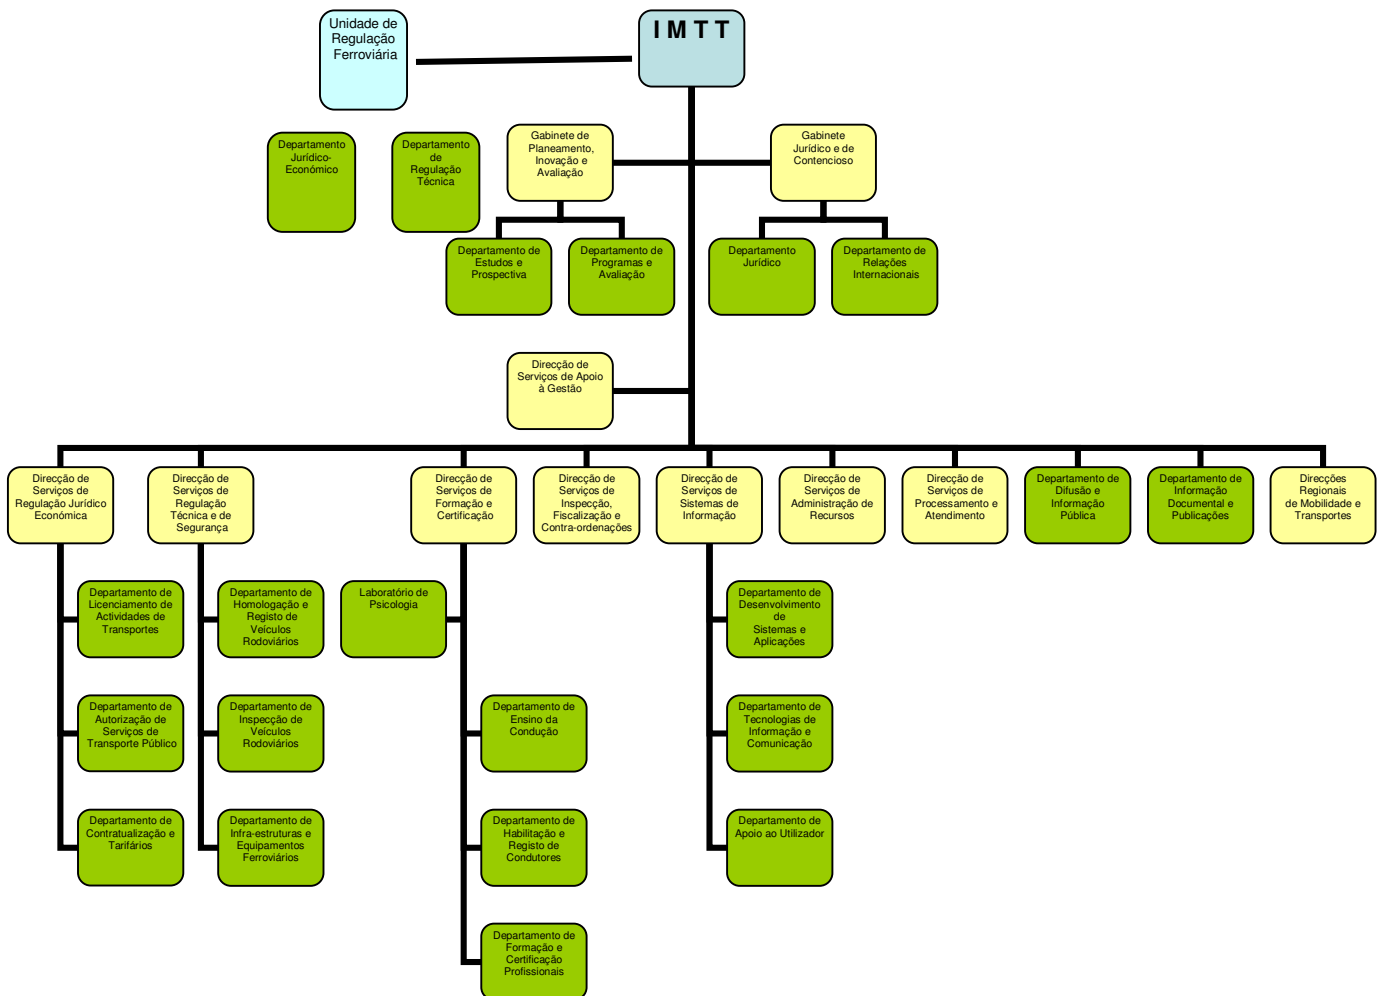 Unidade de
Regulação
Ferroviária
I M T T
Departamento
Jurídico-
Económico
Departamento
de
Regulação
Técnica
Gabinete de
Planeamento,
Inovação e
Avaliação
Gabinete
Jurídico e de
Contencioso
Departamento de
Estudos e
Prospectiva
Departamento de
Programas e
Avaliação
Departamento
Jurídico
Departamento de
Relações
Internacionais
Direcção de
Serviços de Apoio
à Gestão
Direcção de
Serviços de
Regulação Jurídico
Económica
Direcção de
Serviços de
Regulação
Técnica e de
Segurança
Direcção de
Serviços de
Formação e
Certificação
Direcção de
Serviços de
Inspecção,
Fiscalização e
Contra-ordenações
Direcção de
Serviços de
Sistemas de
Informação
Direcção de
Serviços de
Administração de
Recursos
Direcção de
Serviços de
Processamento e
Atendimento
Departamento de
Difusão e
Informação
Pública
Departamento de
Informação
Documental e
Publicações
Direcções
Regionais
de Mobilidade e
Transportes
Departamento de
Licenciamento de
Actividades de
Transportes
Departamento de
Homologação e
Registo de
Veículos
Rodoviários
Laboratório de
Psicologia
Departamento de
Desenvolvimento
de
Sistemas e
Aplicações
Departamento de
Autorização de
Serviços de
Transporte Público
Departamento de
Inspecção de
Veículos
Rodoviários
Departamento de
Ensino da
Condução
Departamento de
Tecnologias de
Informação e
Comunicação
Departamento de
Contratualização e
Tarifários
Departamento de
Infra-estruturas e
Equipamentos
Ferroviários
Departamento de
Habilitação e
Registo de
Condutores
Departamento de
Apoio ao Utilizador
Departamento de
Formação e
Certificação
Profissionais